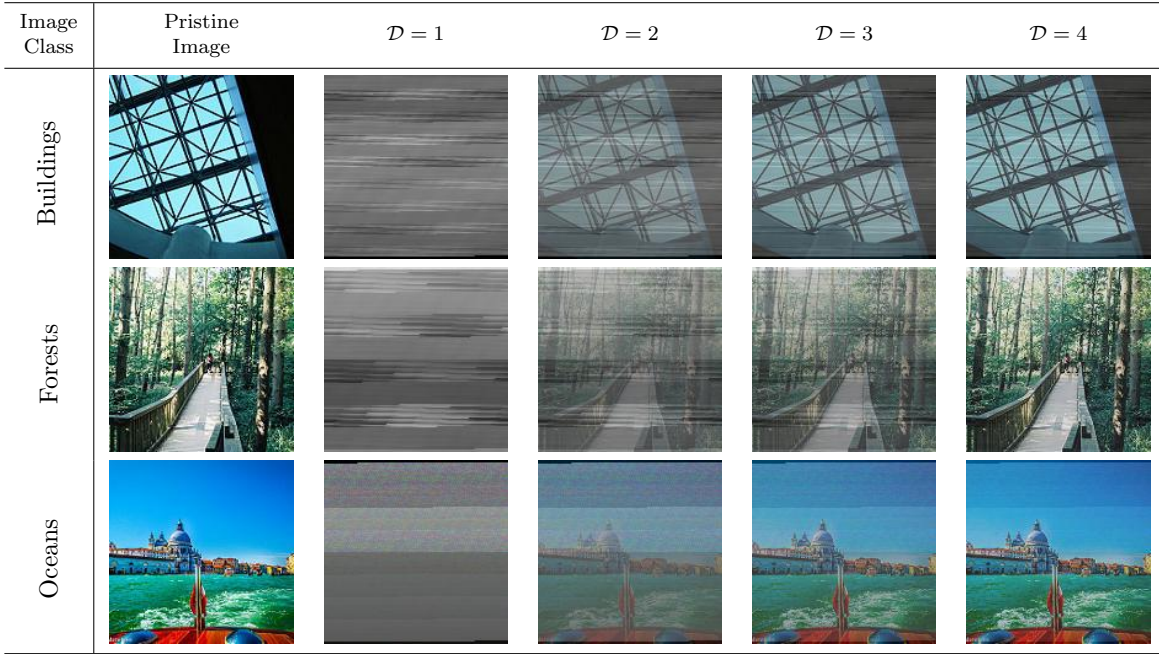 Image Class
Pristine Image
𝒟 = 1
𝒟 = 2
𝒟 = 3
𝒟 = 4
Buildings
Forests
Oceans